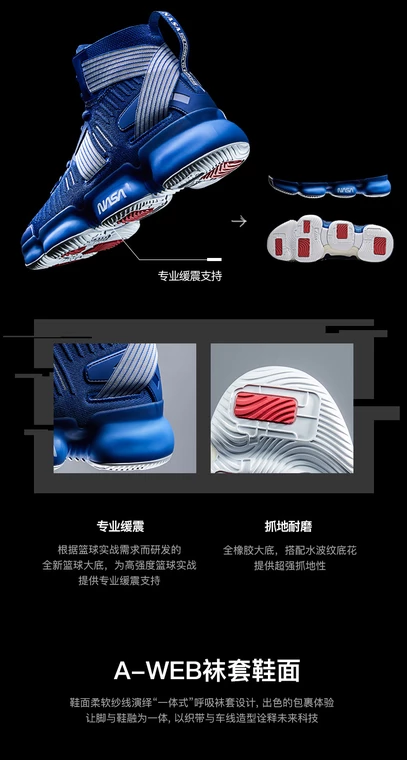 NASA
NASA
NASA
专业缓震支持
专业缓震
抓地耐磨
根据篮球实战需求而研发的
全新篮球大底，为高强度篮球实战
提供专业缓震支持
全橡胶大底，搭配水波纹底花
提供超强抓地性
A-WEB袜套鞋面
鞋面柔软纱线演绎“一体式”呼吸袜套设计, 出色的包裹体验
让脚与鞋融为一体, 以织带与车线造型诠释未来科技